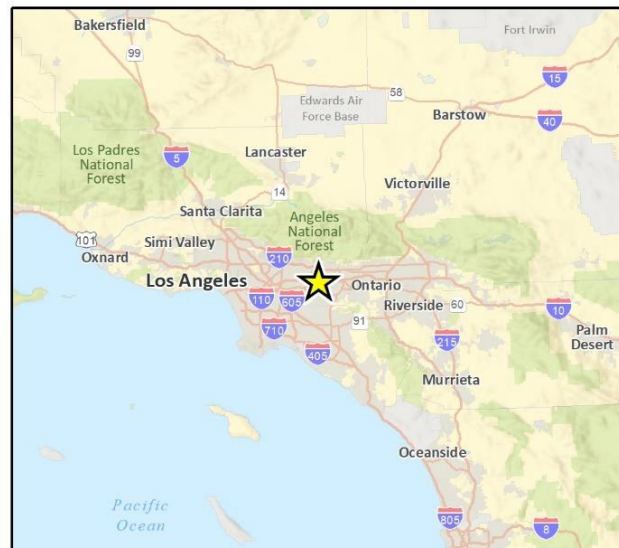 Bakersfield
99
Fort Irwin
15
58
Edwards Air
Force Base
Barstow
40
Los Padres
National
Forest
5
Lancaster
14
Victorville
Santa Clarita
Angeles
National
Forest
101
Oxnard
Simi Valley
210
Los Angeles
110
605
Ontario
Riverside
60
10
710
91
215
Palm
Desert
405
Murrieta
Oceanside
Pacific
Ocean
805
8